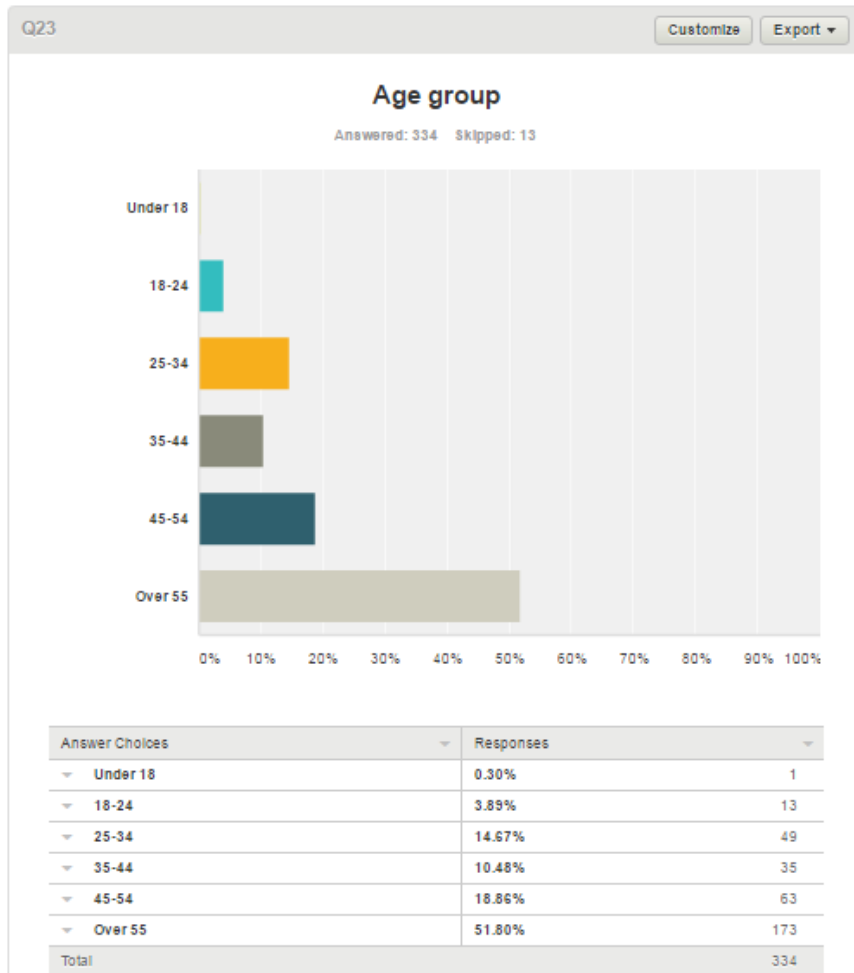 Q23 Customize Export
Age group
Answered: 334 Skipped: 13
Under 18
18-24
25-34
35-44
45-54
Over 55
0% 10% 20% 30% 40% 50% 60% 70% 80% 90% 100%
Answer Choices Responses
Under 18 0.30% 1
18-24 3.89% 13
25-34 14.67% 49
35-44 10.48% 35
45-54 18.86% 63
Over 55 51.80% 173
Total 334